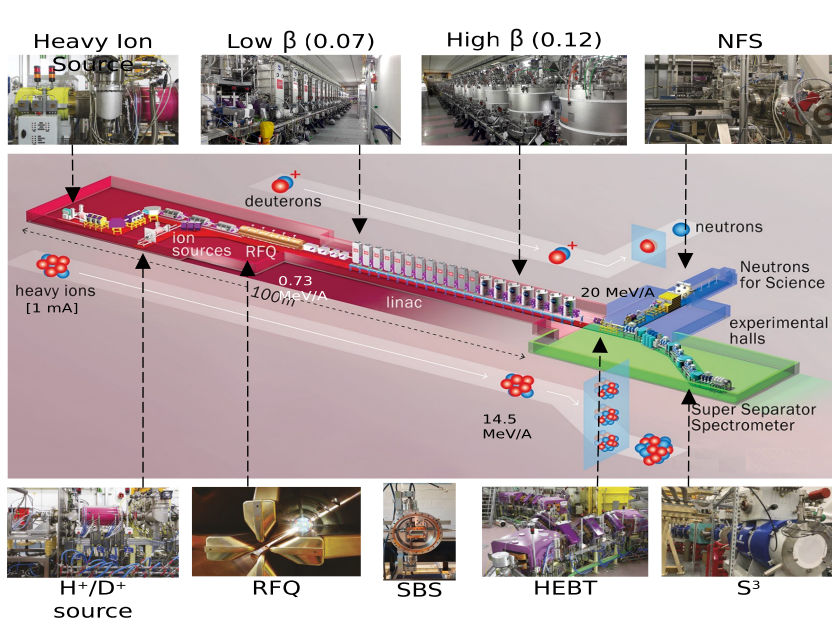 Heavy Ion
Source
Low β (0.07)
High β (0.12)
NFS
deuterons
+
+
neutrons
ion
sources
RFQ
0.73
MeV/A
100m
linac
20 MeV/A
Neutrons
for Science
heavy ions
[1 mA]
experimental
halls
14.5
MeV/A
Super Separator
Spectrometer
H⁺/D⁺
source
RFQ
SBS
HEBT
S³